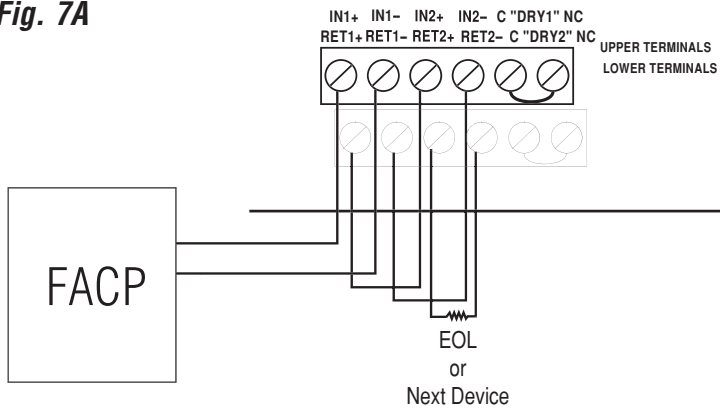 Fig. 7A
IN1+ IN1– IN2+ IN2– C "DRY1" NC
RET1+ RET1– RET2+ RET2– C "DRY2" NC
UPPER TERMINALS
LOWER TERMINALS
FACP
EOL
or
Next Device